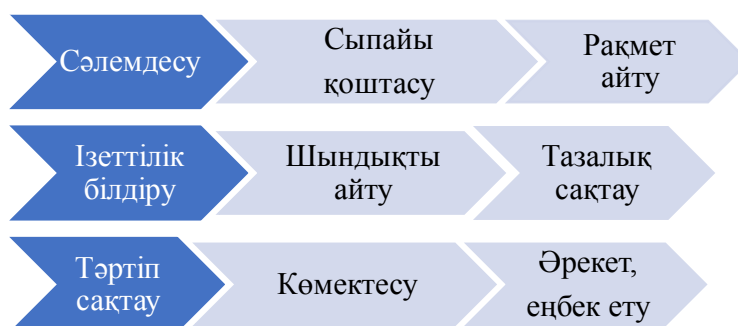 Сәлемдесу
Сыпайы
қоштасу
Рақмет
айту
Ізеттілік
білдіру
Шындықты
айту
Тазалық
сақтау
Тәртіп
сақтау
Көмектесу
Әрекет,
еңбек ету